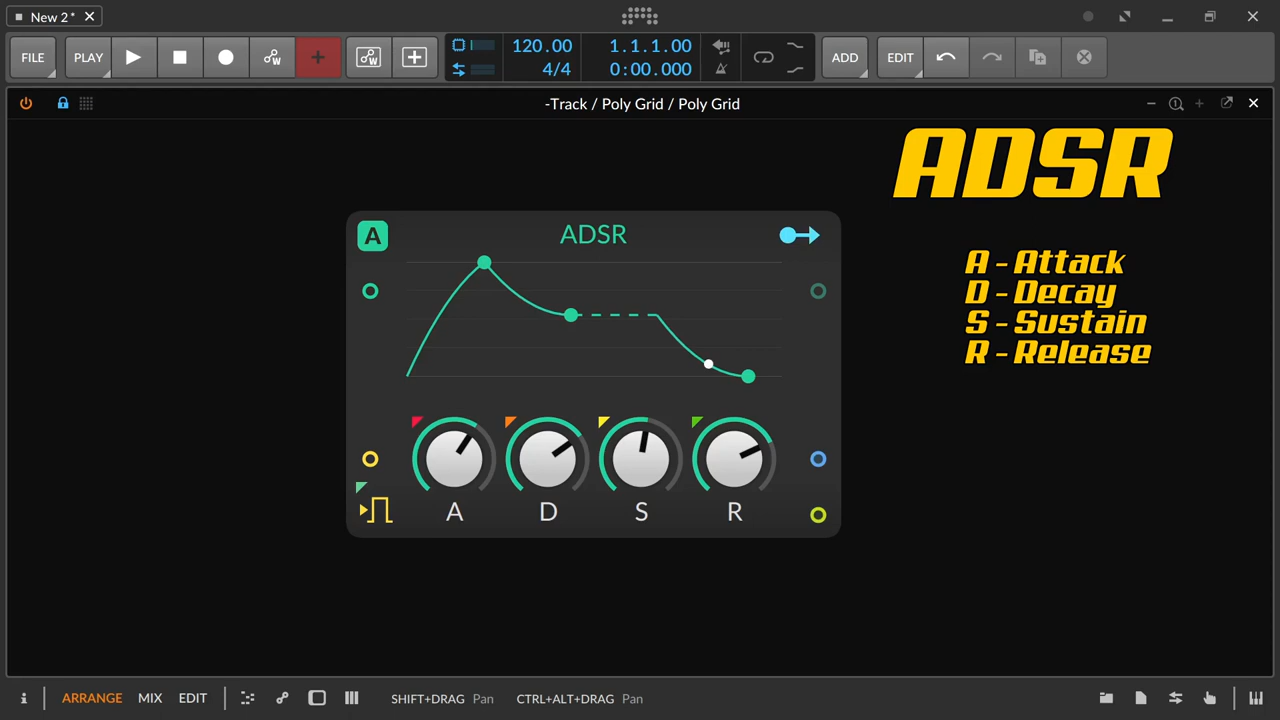 New 2*
FILE
PLAY
120.00
4/4
1.1.1.00
0:00.000
ADD
EDIT
-Track / Poly Grid / Poly Grid
ADSR
A
ADSR
A - Attack
D - Decay
S - Sustain
R - Release
A D S R
ARRANGE MIX EDIT
SHIFT+DRAG Pan
CTRL+ALT+DRAG Pan